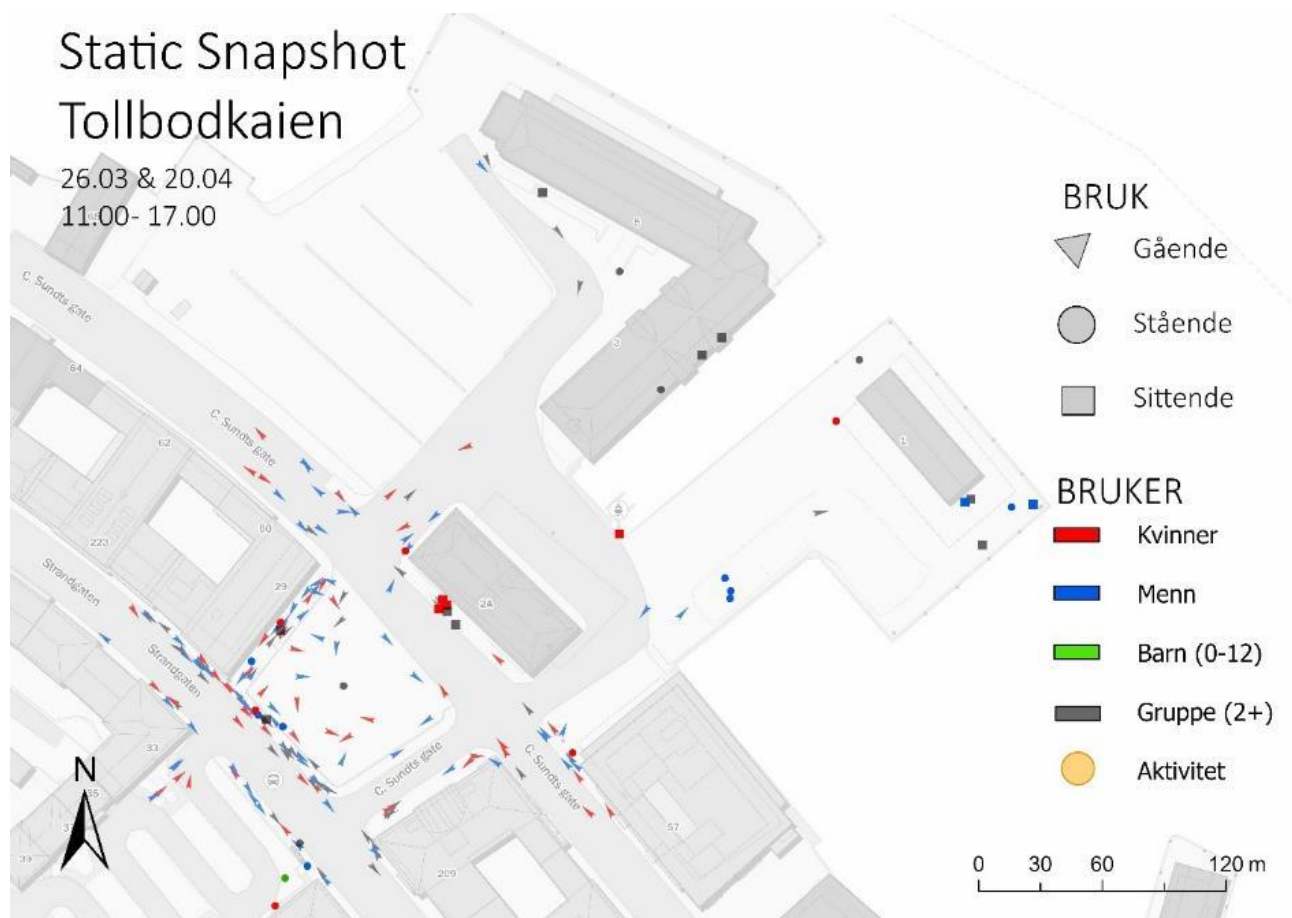 Static Snapshot
Tollbodkaien
26.03 & 20.04
11.00- 17.00
BRUK
Gående
Stående
Sittende
BRUKER
Kvinner
Menn
Barn (0-12)
Gruppe (2+)
Aktivitet
N
0 30 60 120 m
C. Sundts gate
64
62
C. Sundts gate
60
223
29
Strandgaten
Strandgaten
33
35
39
C. Sundts gate
C. Sundts gate
209
57
2A
5
3
1